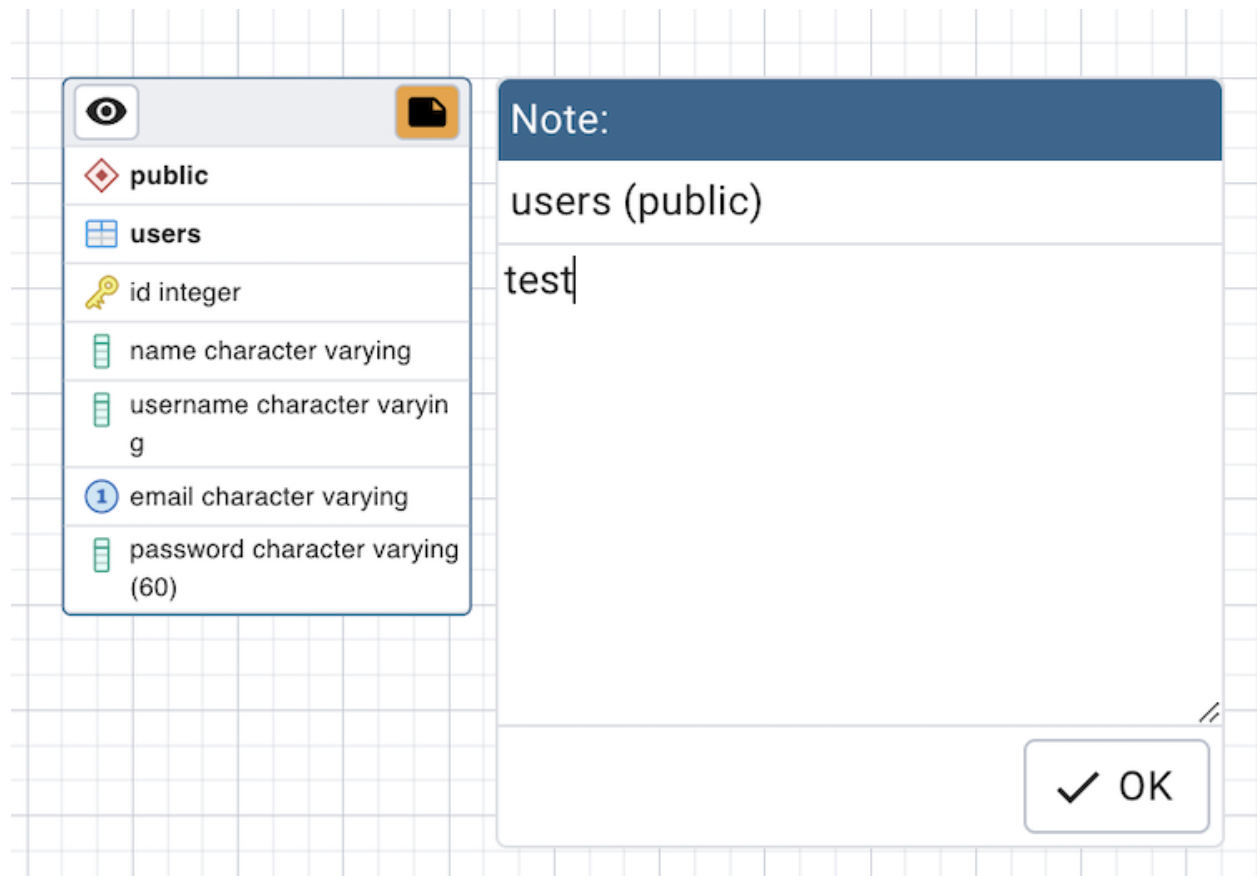 public
users
id integer
name character varying
username character varyin
g
1
email character varying
password character varying
(60)
Note:
users (public)
test
OK